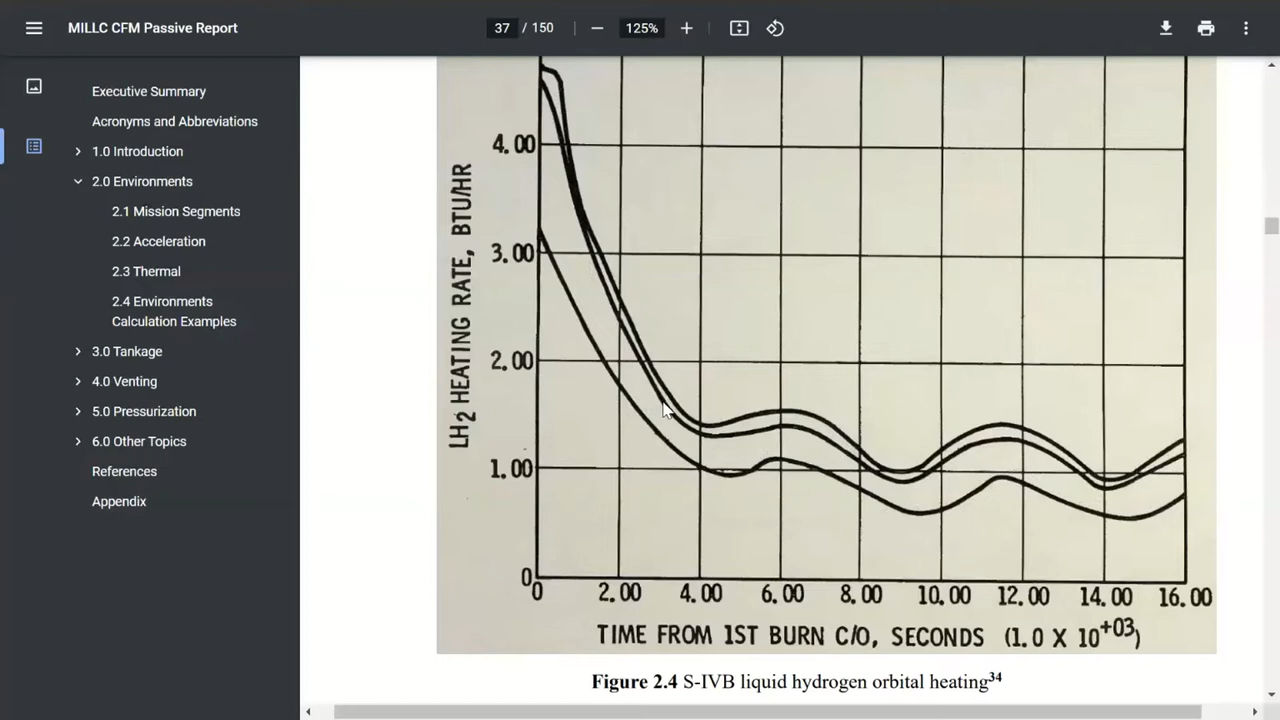 MILLC CFM Passive Report
37 / 150
125%
Executive Summary
Acronyms and Abbreviations
1.0 Introduction
2.0 Environments
2.1 Mission Segments
2.2 Acceleration
2.3 Thermal
2.4 Environments
Calculation Examples
3.0 Tankage
4.0 Venting
5.0 Pressurization
6.0 Other Topics
References
Appendix
LH2 HEATING RATE, BTU/HR
4.00
3.00
2.00
1.00
0
0 2.00 4.00 6.00 8.00 10.00 12.00 14.00 16.00
TIME FROM 1ST BURN C/O, SECONDS (1.0 X 10+03)
Figure 2.4 S-IVB liquid hydrogen orbital heating34